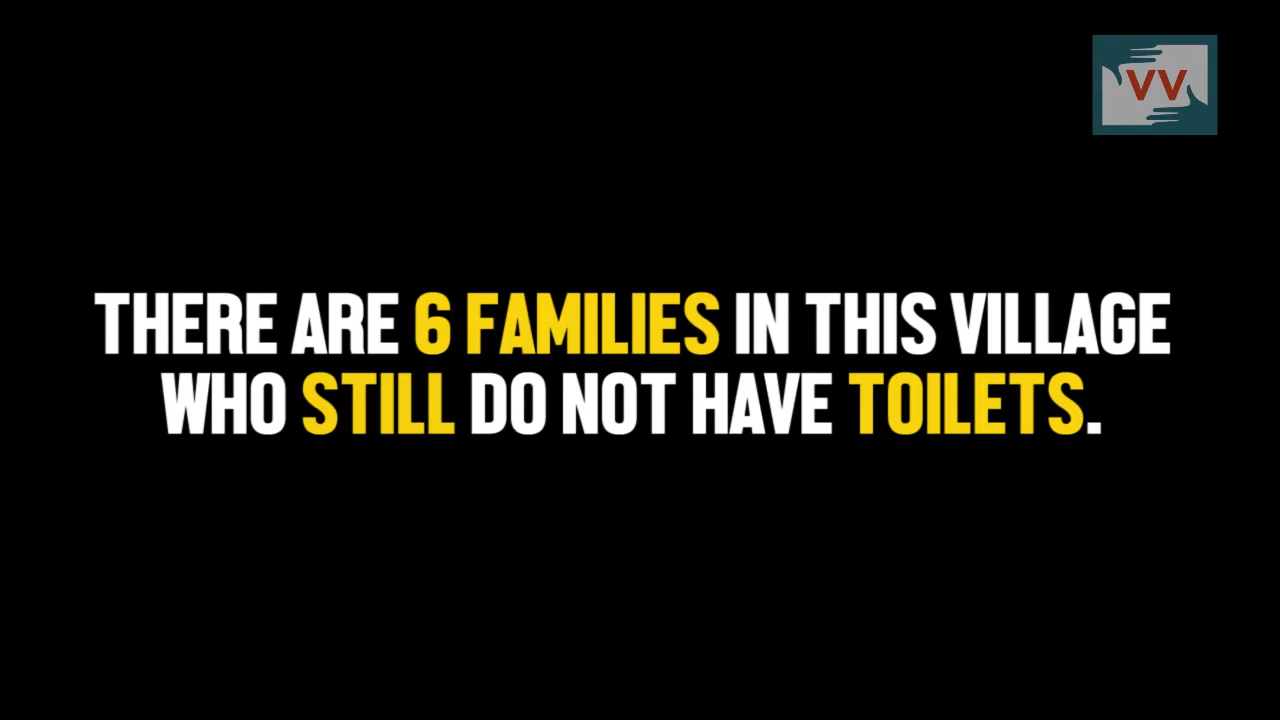 VV
THERE ARE 6 FAMILIES IN THIS VILLAGE
WHO STILL DO NOT HAVE TOILETS.